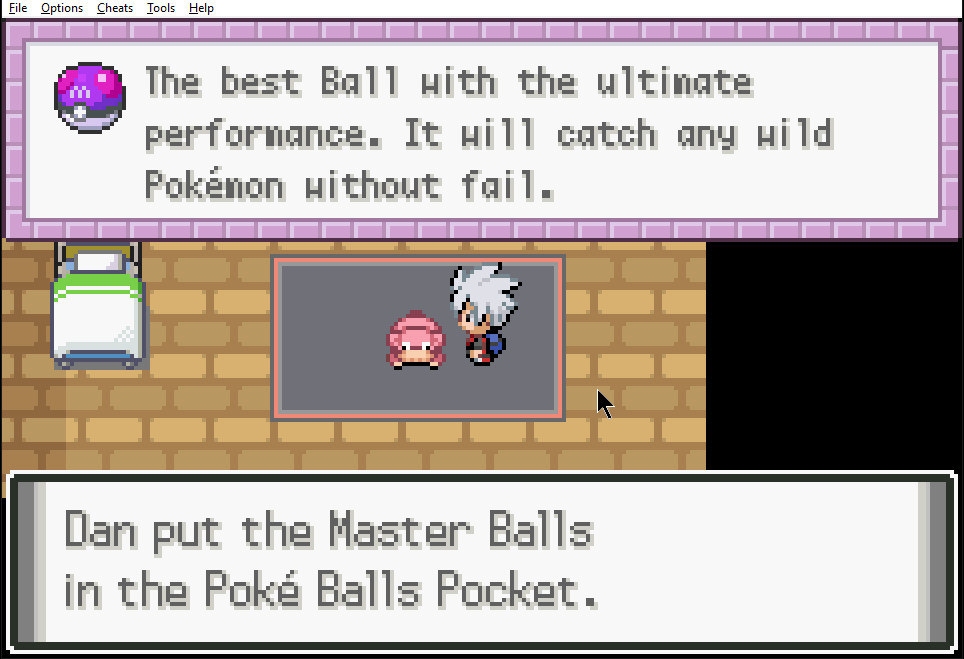 File Options Cheats Tools Help
The best Ball with the ultimate
performance. It will catch any wild
Pokémon without fail.
Dan put the Master Balls
in the Poké Balls Pocket.